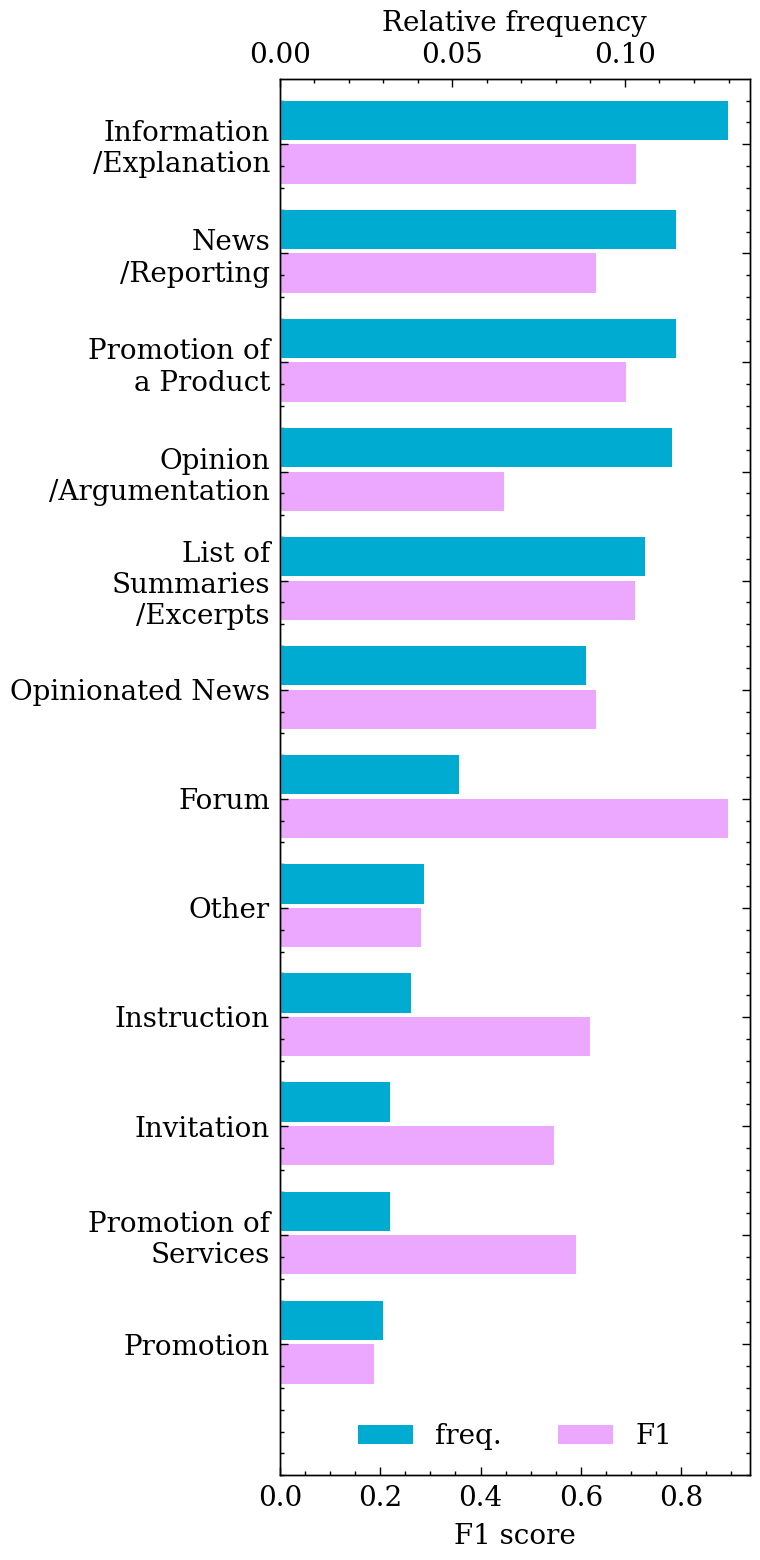 Relative frequency
0.00 0.05 0.10
Information
/Explanation
News
/Reporting
Promotion of
a Product
Opinion
/Argumentation
List of
Summaries
/Excerpts
Opinionated News
Forum
Other
Instruction
Invitation
Promotion of
Services
Promotion
freq. F1
0.0 0.2 0.4 0.6 0.8
F1 score